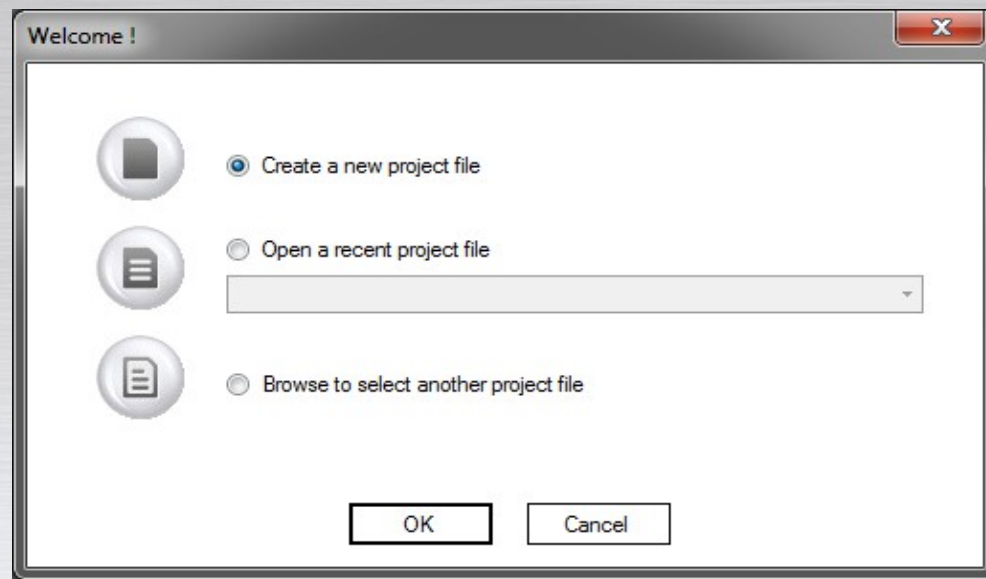 Welcome !
Create a new project file
Open a recent project file
Browse to select another project file
OK
Cancel